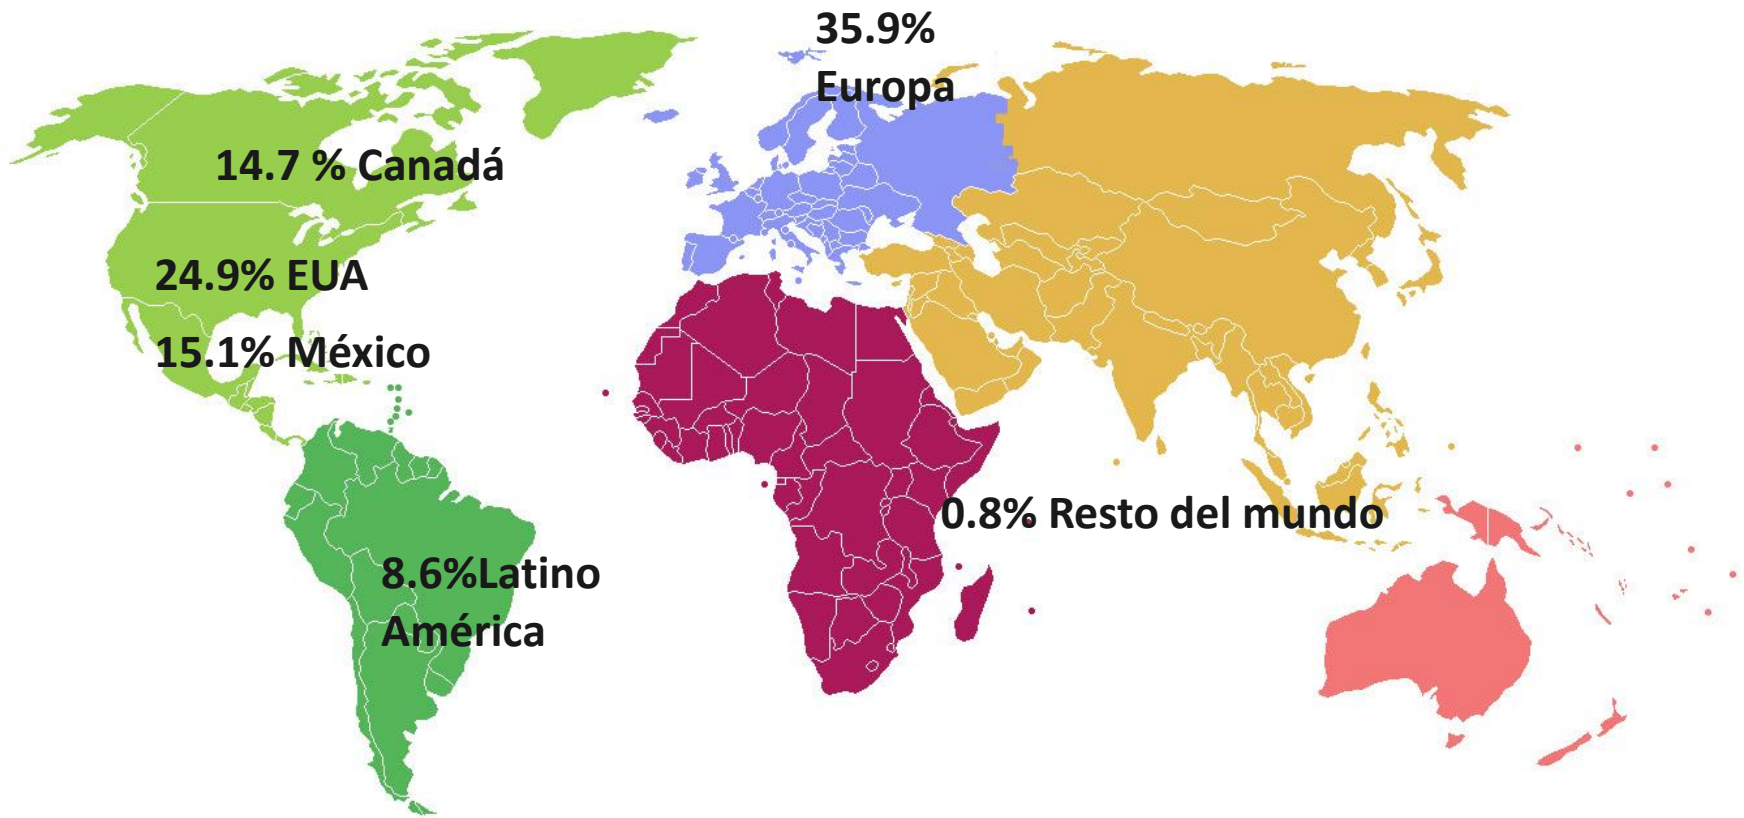 35.9%
Europa
14.7 % Canadá
24.9% EUA
15.1% México
0.8% Resto del mundo
8.6%Latino
América